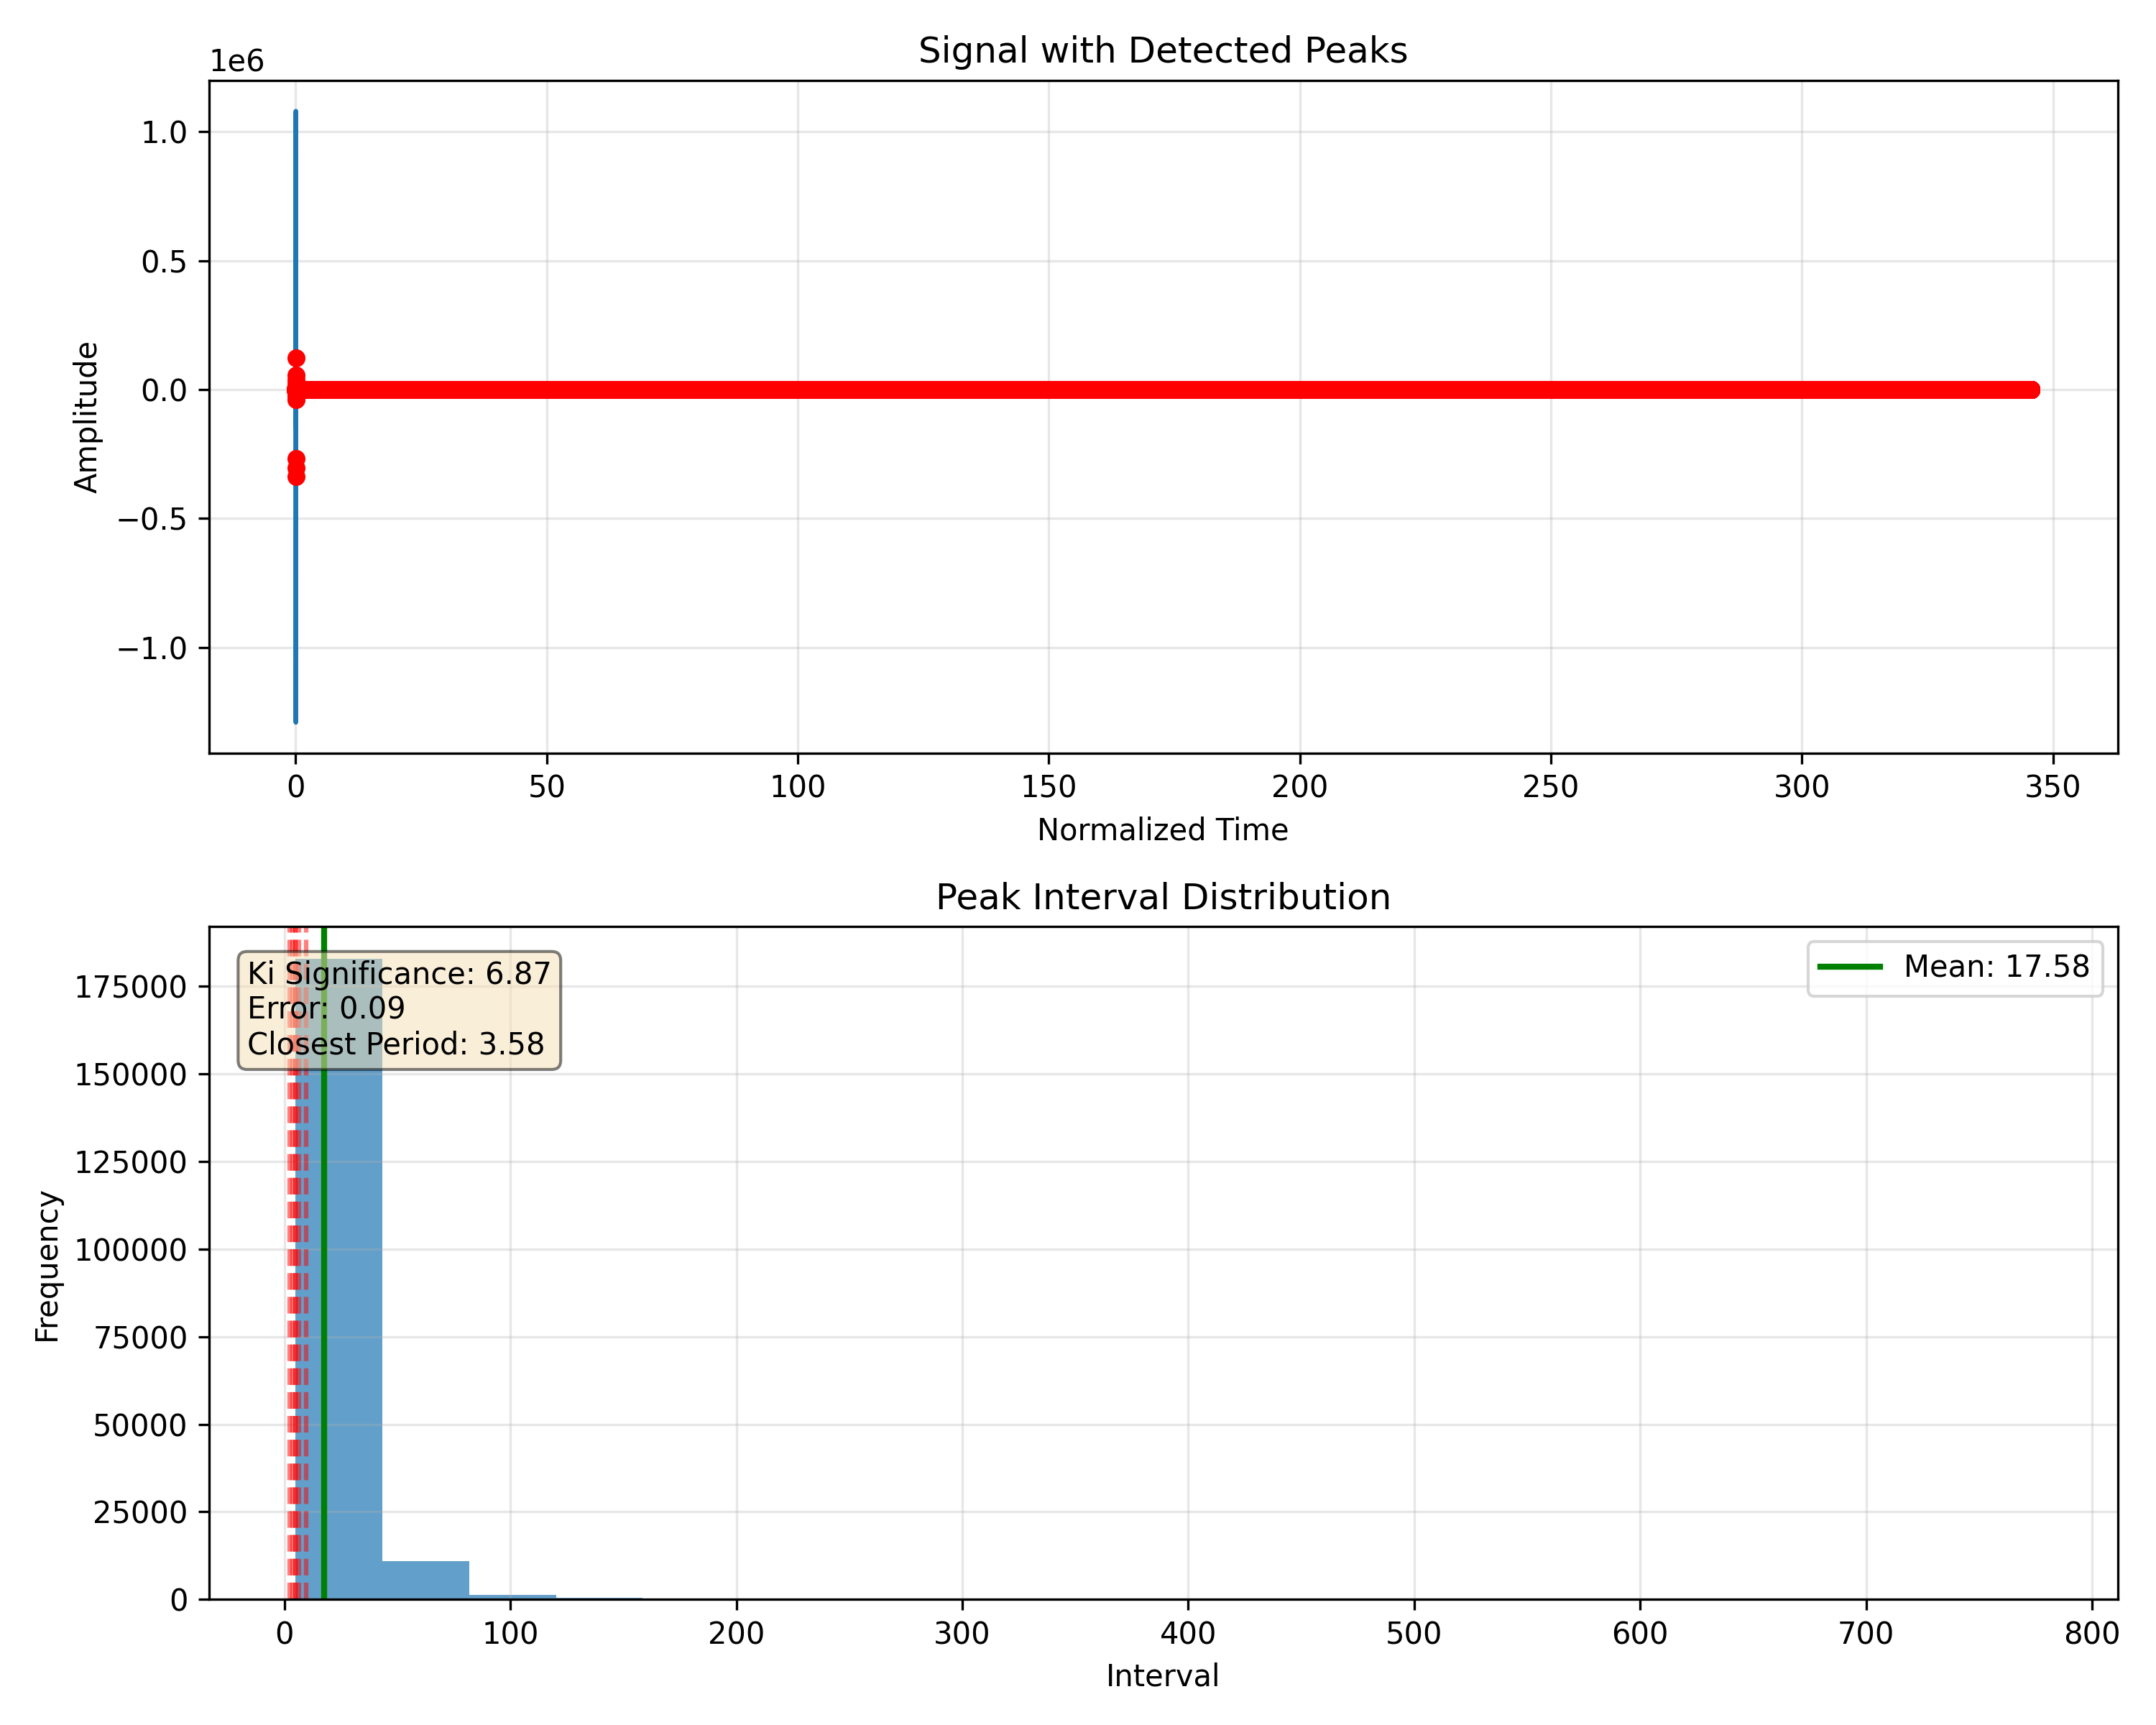 Signal with Detected Peaks
1e6
1.0
0.5
0.0
−0.5
−1.0
Amplitude
0 50 100 150 200 250 300 350
Normalized Time
Peak Interval Distribution
Ki Significance: 6.87
Error: 0.09
Closest Period: 3.58
Mean: 17.58
175000
150000
125000
100000
75000
50000
25000
0
Frequency
0 100 200 300 400 500 600 700 800
Interval